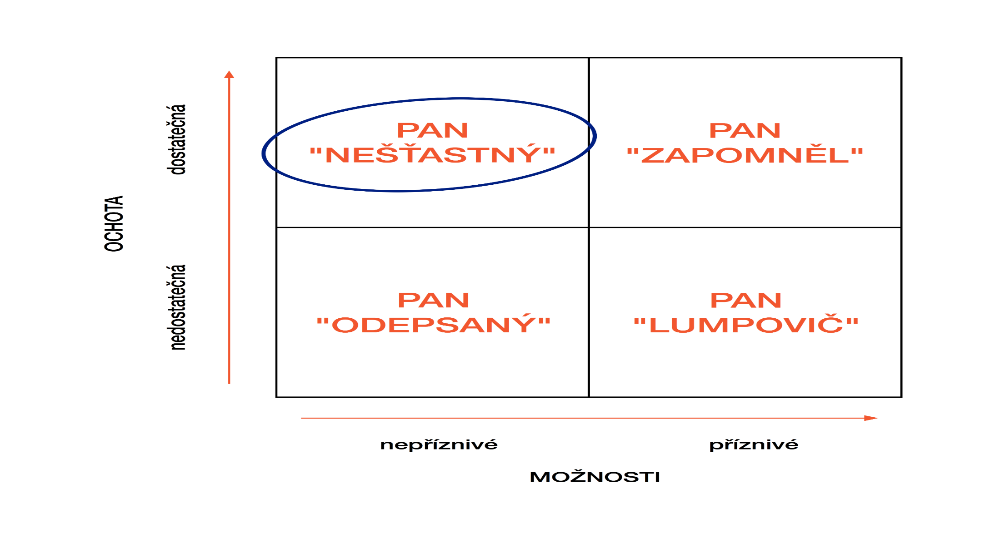 OCHOTA
dostatečná
nedostatečná
PAN
"NEŠŤASTNÝ"
PAN
"ZAPOMNĚL"
PAN
"ODEPSANÝ"
PAN
"LUMPOVIČ"
nepříznivé
příznivé
MOŽNOSTI